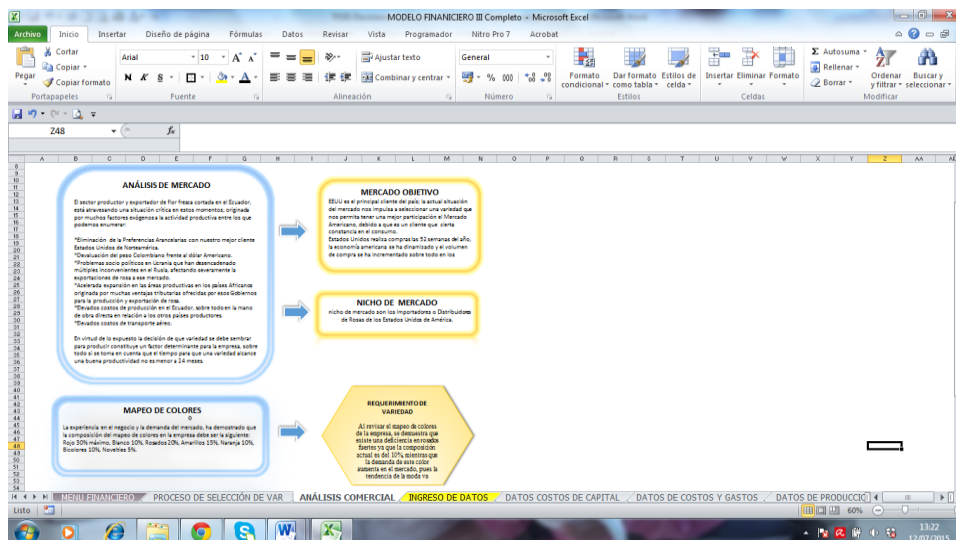 MODELO FINANICIERO III Completo - Microsoft Excel
Archivo Inicio Insertar Diseño de página Fórmulas Datos Revisar Vista Programador Nitro Pro 7 Acrobat
Pegar
Cortar
Copiar
Copiar formato
Portapapeles
Arial 10
N K S
Fuente
Ajustar texto
Combinar y centrar
Alineación
General
% 000
Número
Formato condicional
Dar formato como tabla
Estilos de celda
Estilos
Insertar Eliminar Formato
Celdas
Σ Autosuma
Rellenar
Borrar
Ordenar y filtrar
Buscar y seleccionar
Modificar
Z48
fx
A B C D E F G H I J K L M N O P Q R S T U V W X Y Z AA
ANÁLISIS DE MERCADO
El sector productor y exportador de flor fresca cortada en el Ecuador,
está atravesando una situación crítica en estos momentos, originada
por muchos factores exógenos a la actividad productiva entre los que
podemos enumerar:
*Eliminación de la Preferencias Arancelarias con nuestro mejor cliente
Estados Unidos de Norteamérica.
*Devaluación del peso Colombiano frente al dólar Americano.
*Problemas socio políticos en Ucrania que han desencadenado
múltiples inconvenientes en el Rusia, afectando severamente la
exportaciones de rosa a ese mercado.
*Acelerada expansión en las áreas productivas en los países Africanos
originada por muchas ventajas tributarias ofrecidas por esos Gobiernos
para la producción y exportación de rosa.
*Elevados costos de producción en el Ecuador, sobre todo en la mano
de obra directa en relación a los otros países productores.
*Elevados costos de transporte aéreo.
En virtud de lo expuesto la decisión de que variedad se debe sembrar
para producir constituye un factor determinante para la empresa, sobre
todo al se toma en cuenta que el tiempo para que una variedad alcance
una buena productividad no es menor a 24 meses.
MERCADO OBJETIVO
EEUU es el principal cliente del país; la actual situación
del mercado nos impulsa a seleccionar una variedad que
nos permita tener una mejor participación el Mercado
Americano, debido a que es un cliente que cierta
constancia en el consumo.
Estados Unidos realiza compras las 52 semanas del año,
la economía americana se ha dinamizado y el volumen
de compra se ha incrementado sobre todo en los
NICHO DE MERCADO
nicho de mercado son los Importadores o Distribuidores
de Rosas de los Estados Unidos de América.
MAPEO DE COLORES
0
La experiencia en el negocio y la demanda del mercado, ha demostrado que
la composición del mapeo de colores en la empresa debe ser la siguiente:
Rojo 30% máximo, Blanco 10%, Rosados 20%, Amarillos 15%, Naranja 10%,
Bicolores 10%, Novelties 5%.
REQUERIMIENTO DE
VARIEDAD
Al revisar el mapeo de colores
de la empresa, se demuestra que
existe una deficiencia en rosados
fuertes ya que la composición
actual es del 10%, mientras que
la demanda de este color
aumenta en el mercado, pues la
tendencia de la moda va
MENU FINANCIERO PROCESO DE SELECCIÓN DE VAR ANÁLISIS COMERCIAL INGRESO DE DATOS DATOS COSTOS DE CAPITAL DATOS DE COSTOS Y GASTOS DATOS DE PRODUCCIO
Listo
60%
13:22
12/07/2015